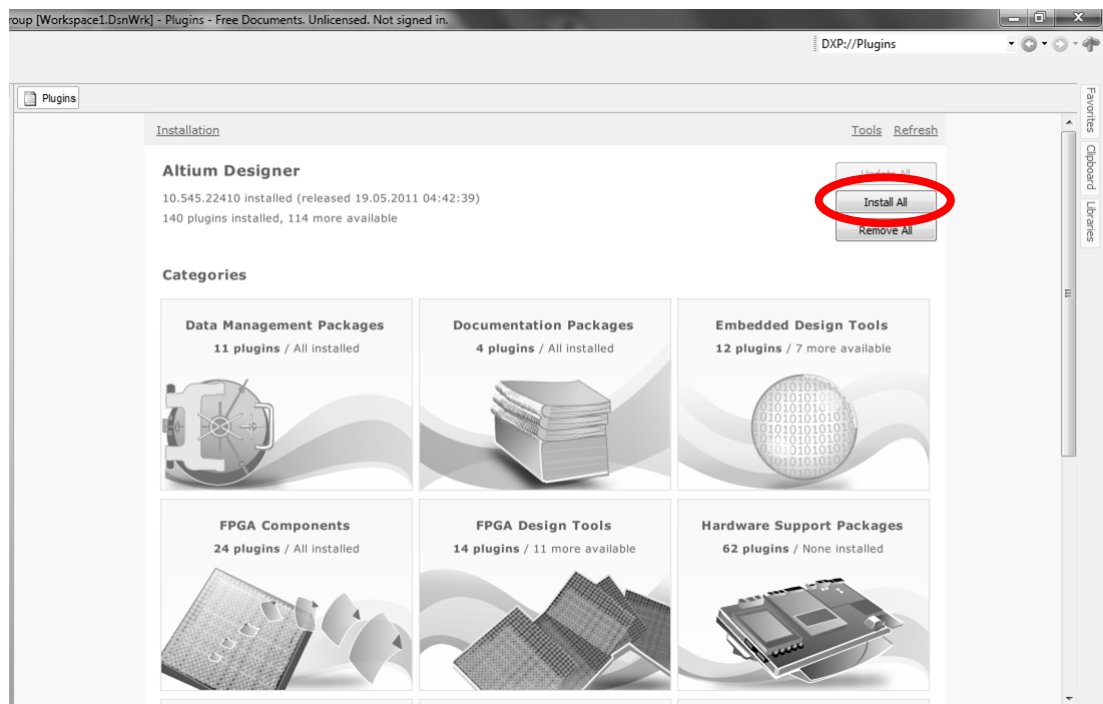 roup [Workspace1.DsnWrk] - Plugins - Free Documents. Unlicensed. Not signed in.
DXP://Plugins
Plugins
Favorites
Clipboard
Libraries
Installation
Tools Refresh
Altium Designer
10.545.22410 installed (released 19.05.2011 04:42:39)
140 plugins installed, 114 more available
Update All
Install All
Remove All
Categories
Data Management Packages
11 plugins / All installed
Documentation Packages
4 plugins / All installed
Embedded Design Tools
12 plugins / 7 more available
FPGA Components
24 plugins / All installed
FPGA Design Tools
14 plugins / 11 more available
Hardware Support Packages
62 plugins / None installed